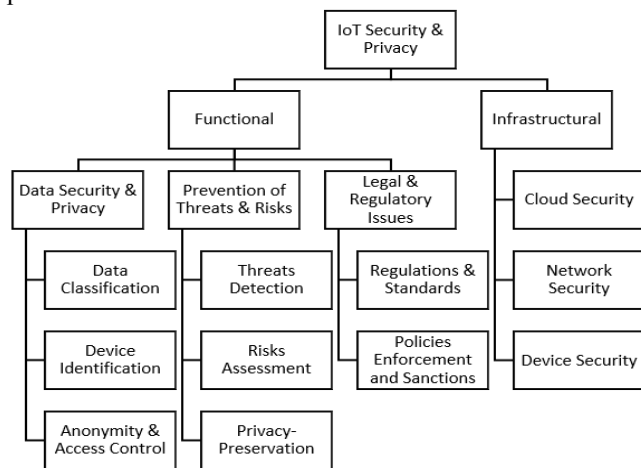 IoT Security &
Privacy
Functional
Infrastructural
Data Security &
Privacy
Prevention of
Threats & Risks
Legal &
Regulatory
Issues
Cloud Security
Data
Classification
Threats
Detection
Regulations &
Standards
Network
Security
Device
Identification
Risks
Assessment
Policies
Enforcement
and Sanctions
Device Security
Anonymity &
Access Control
Privacy-
Preservation